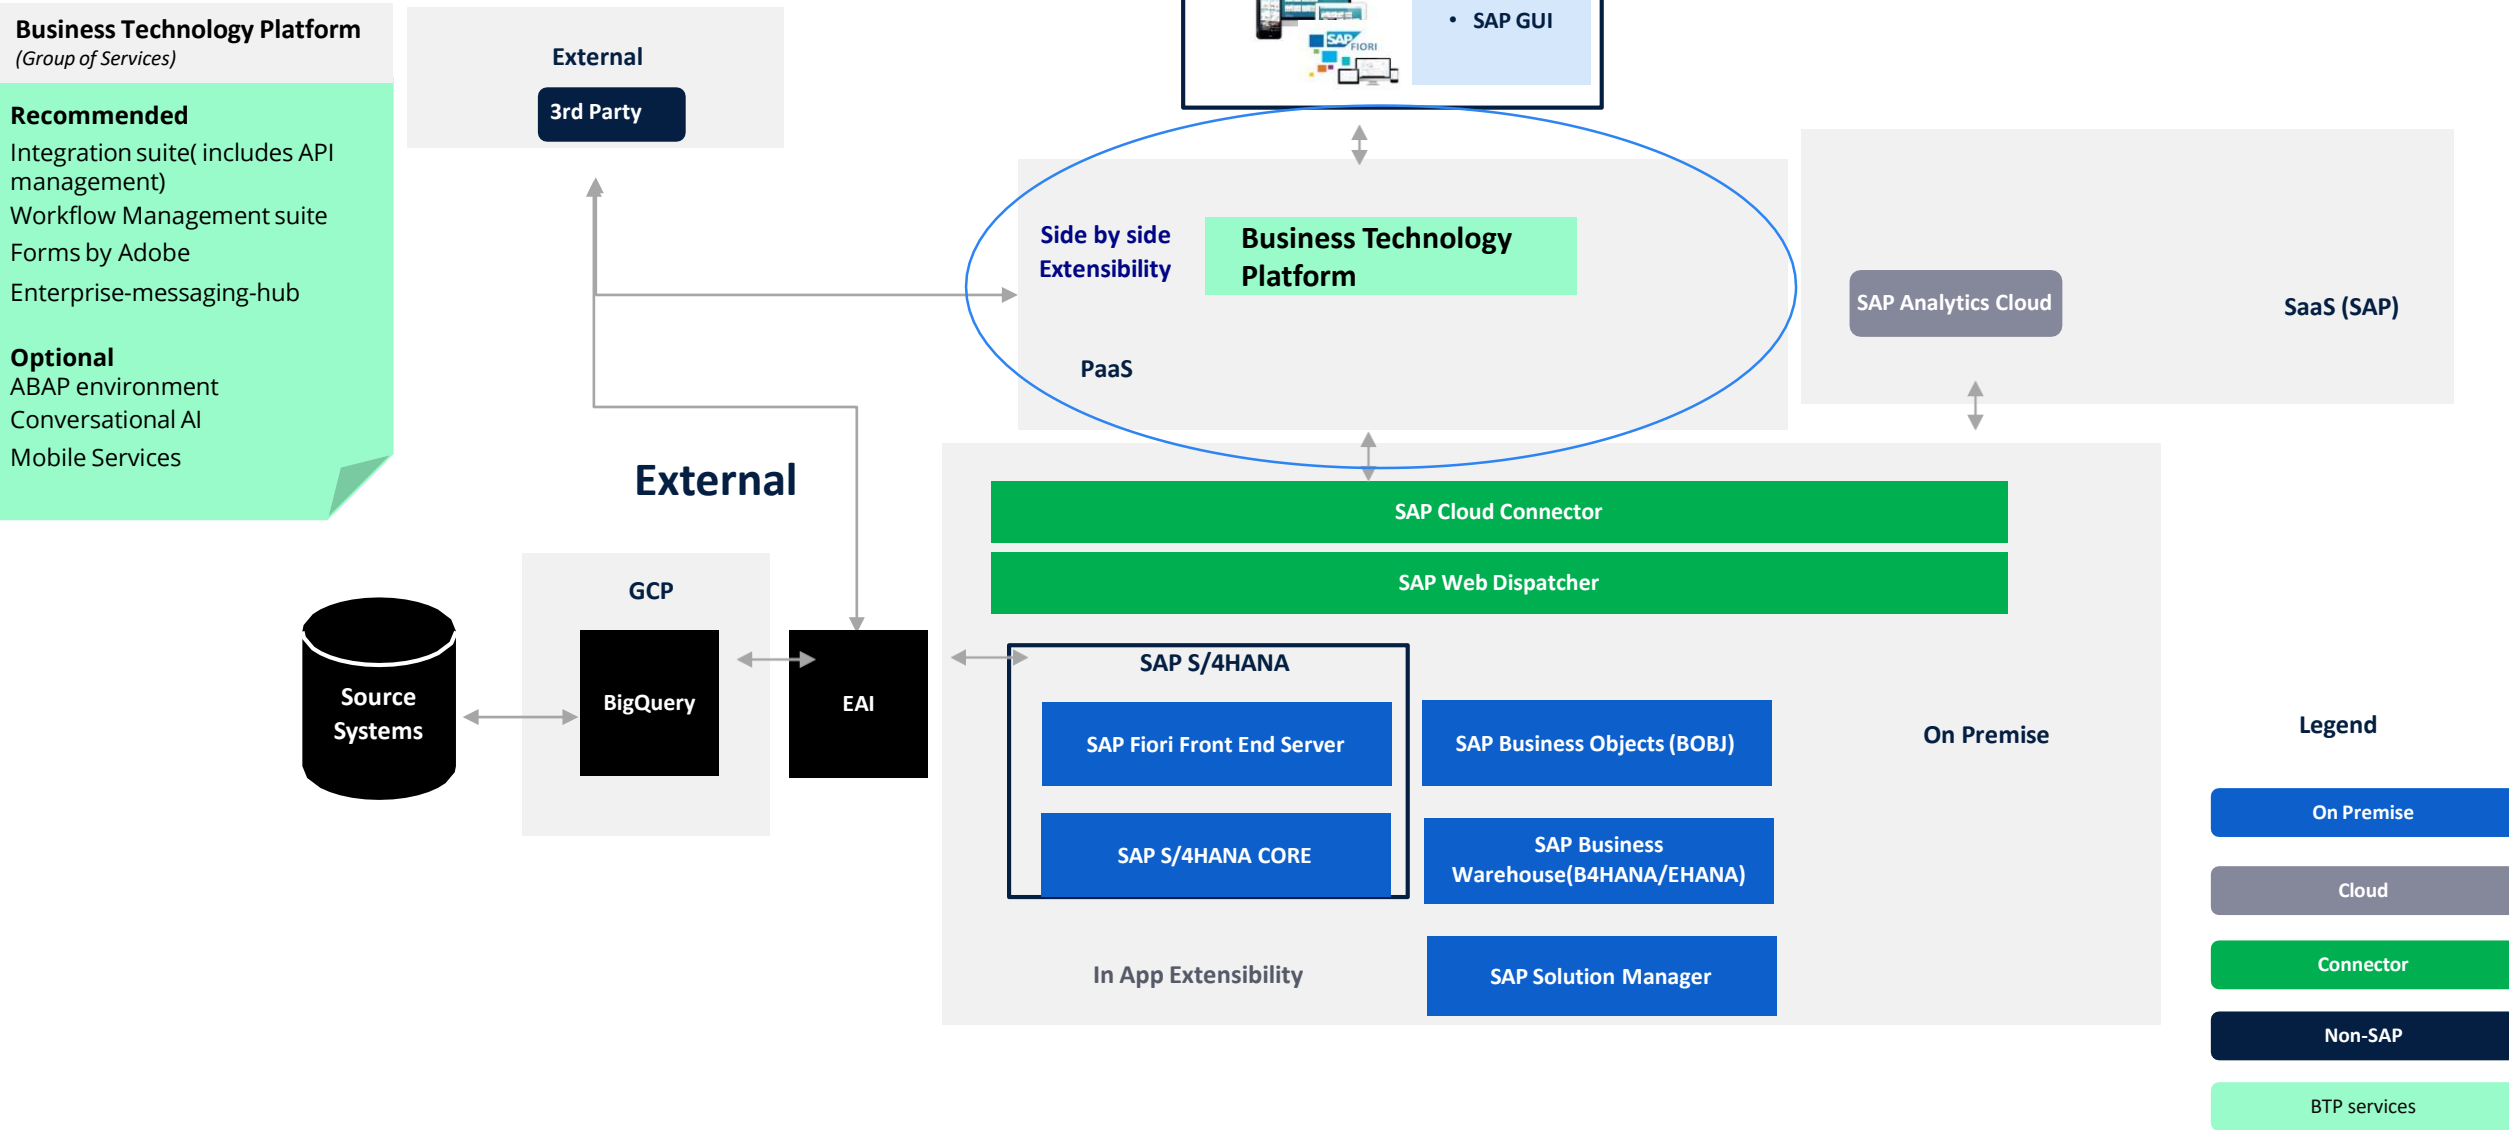 Business Technology Platform
(Group of Services)
Recommended
Integration suite( includes API
management)
Workflow Management suite
Forms by Adobe
Enterprise-messaging-hub
Optional
ABAP environment
Conversational AI
Mobile Services
External
3rd Party
SAP
FIORI
• SAP GUI
Side by side
Extensibility
Business Technology
Platform
PaaS
SAP Analytics Cloud
SaaS (SAP)
External
SAP Cloud Connector
SAP Web Dispatcher
GCP
Source
Systems
BigQuery
EAI
SAP S/4HANA
SAP Fiori Front End Server
SAP S/4HANA CORE
SAP Business Objects (BOBJ)
SAP Business
Warehouse(B4HANA/EHANA)
In App Extensibility
SAP Solution Manager
On Premise
Legend
On Premise
Cloud
Connector
Non-SAP
BTP services